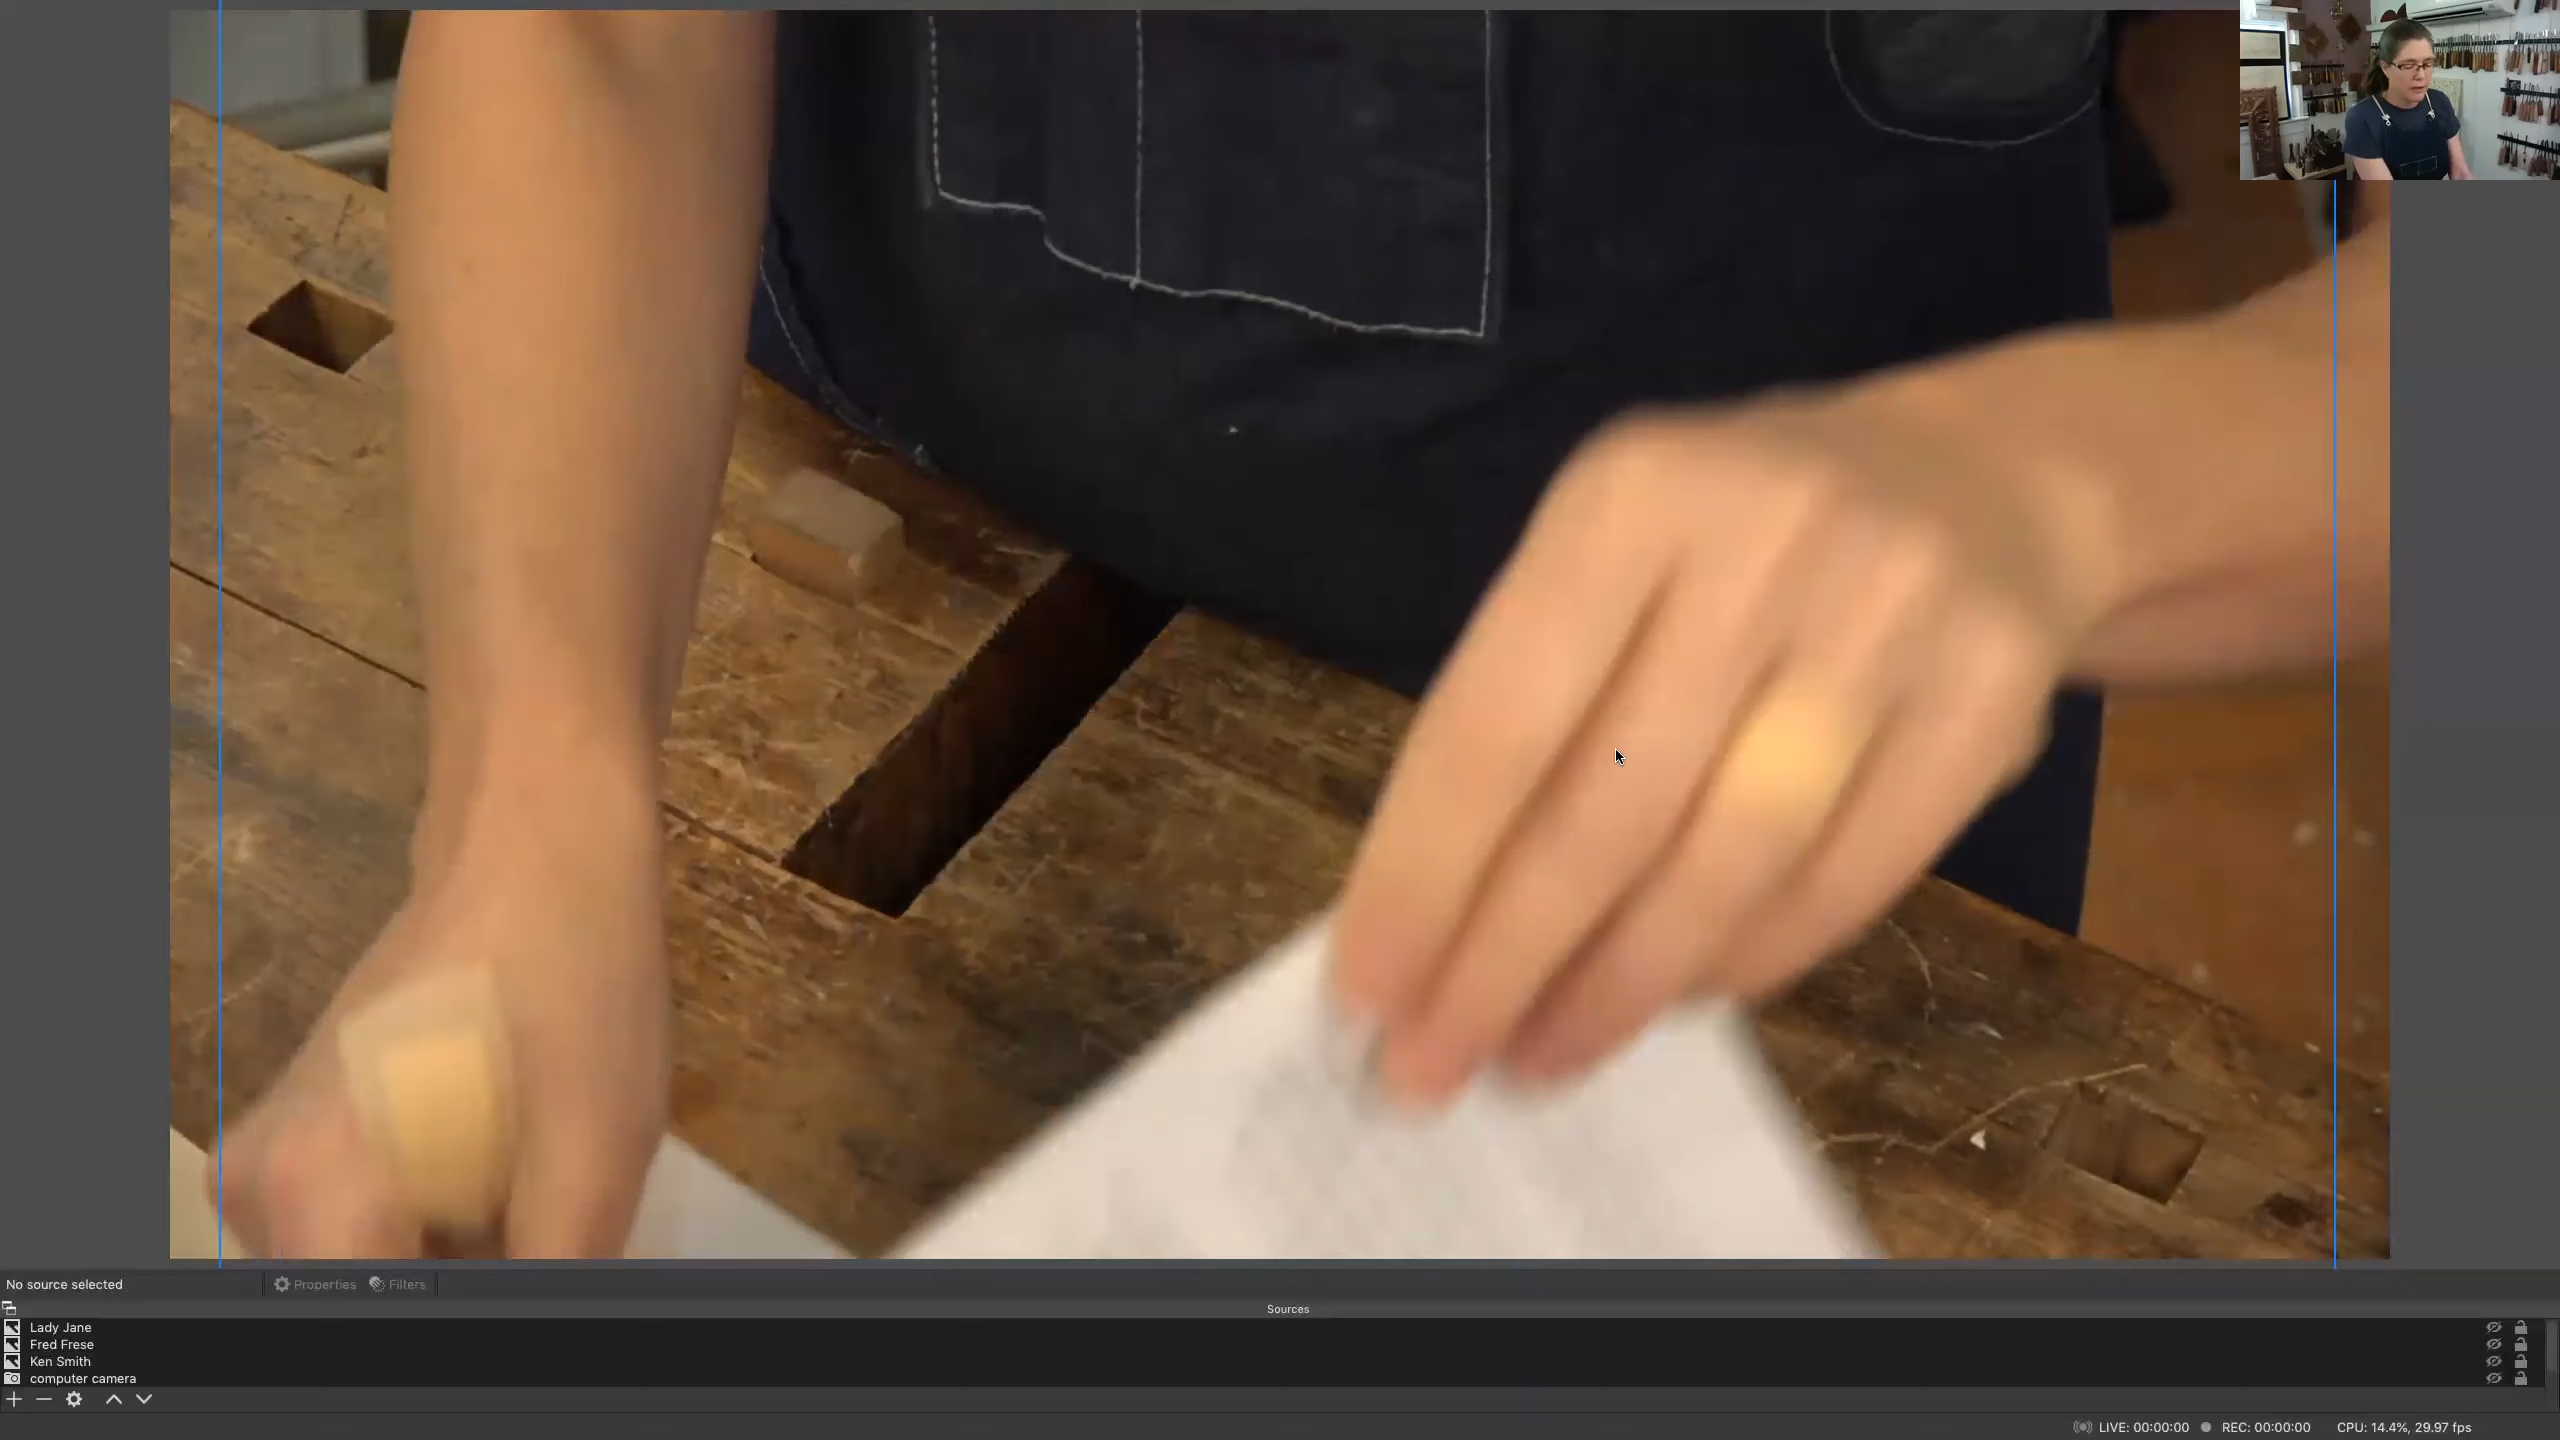 No source selected
Properties
Filters
Sources
Lady Jane
Fred Frese
Ken Smith
computer camera
LIVE: 00:00:00
REC: 00:00:00
CPU: 14.4%, 29.97 fps